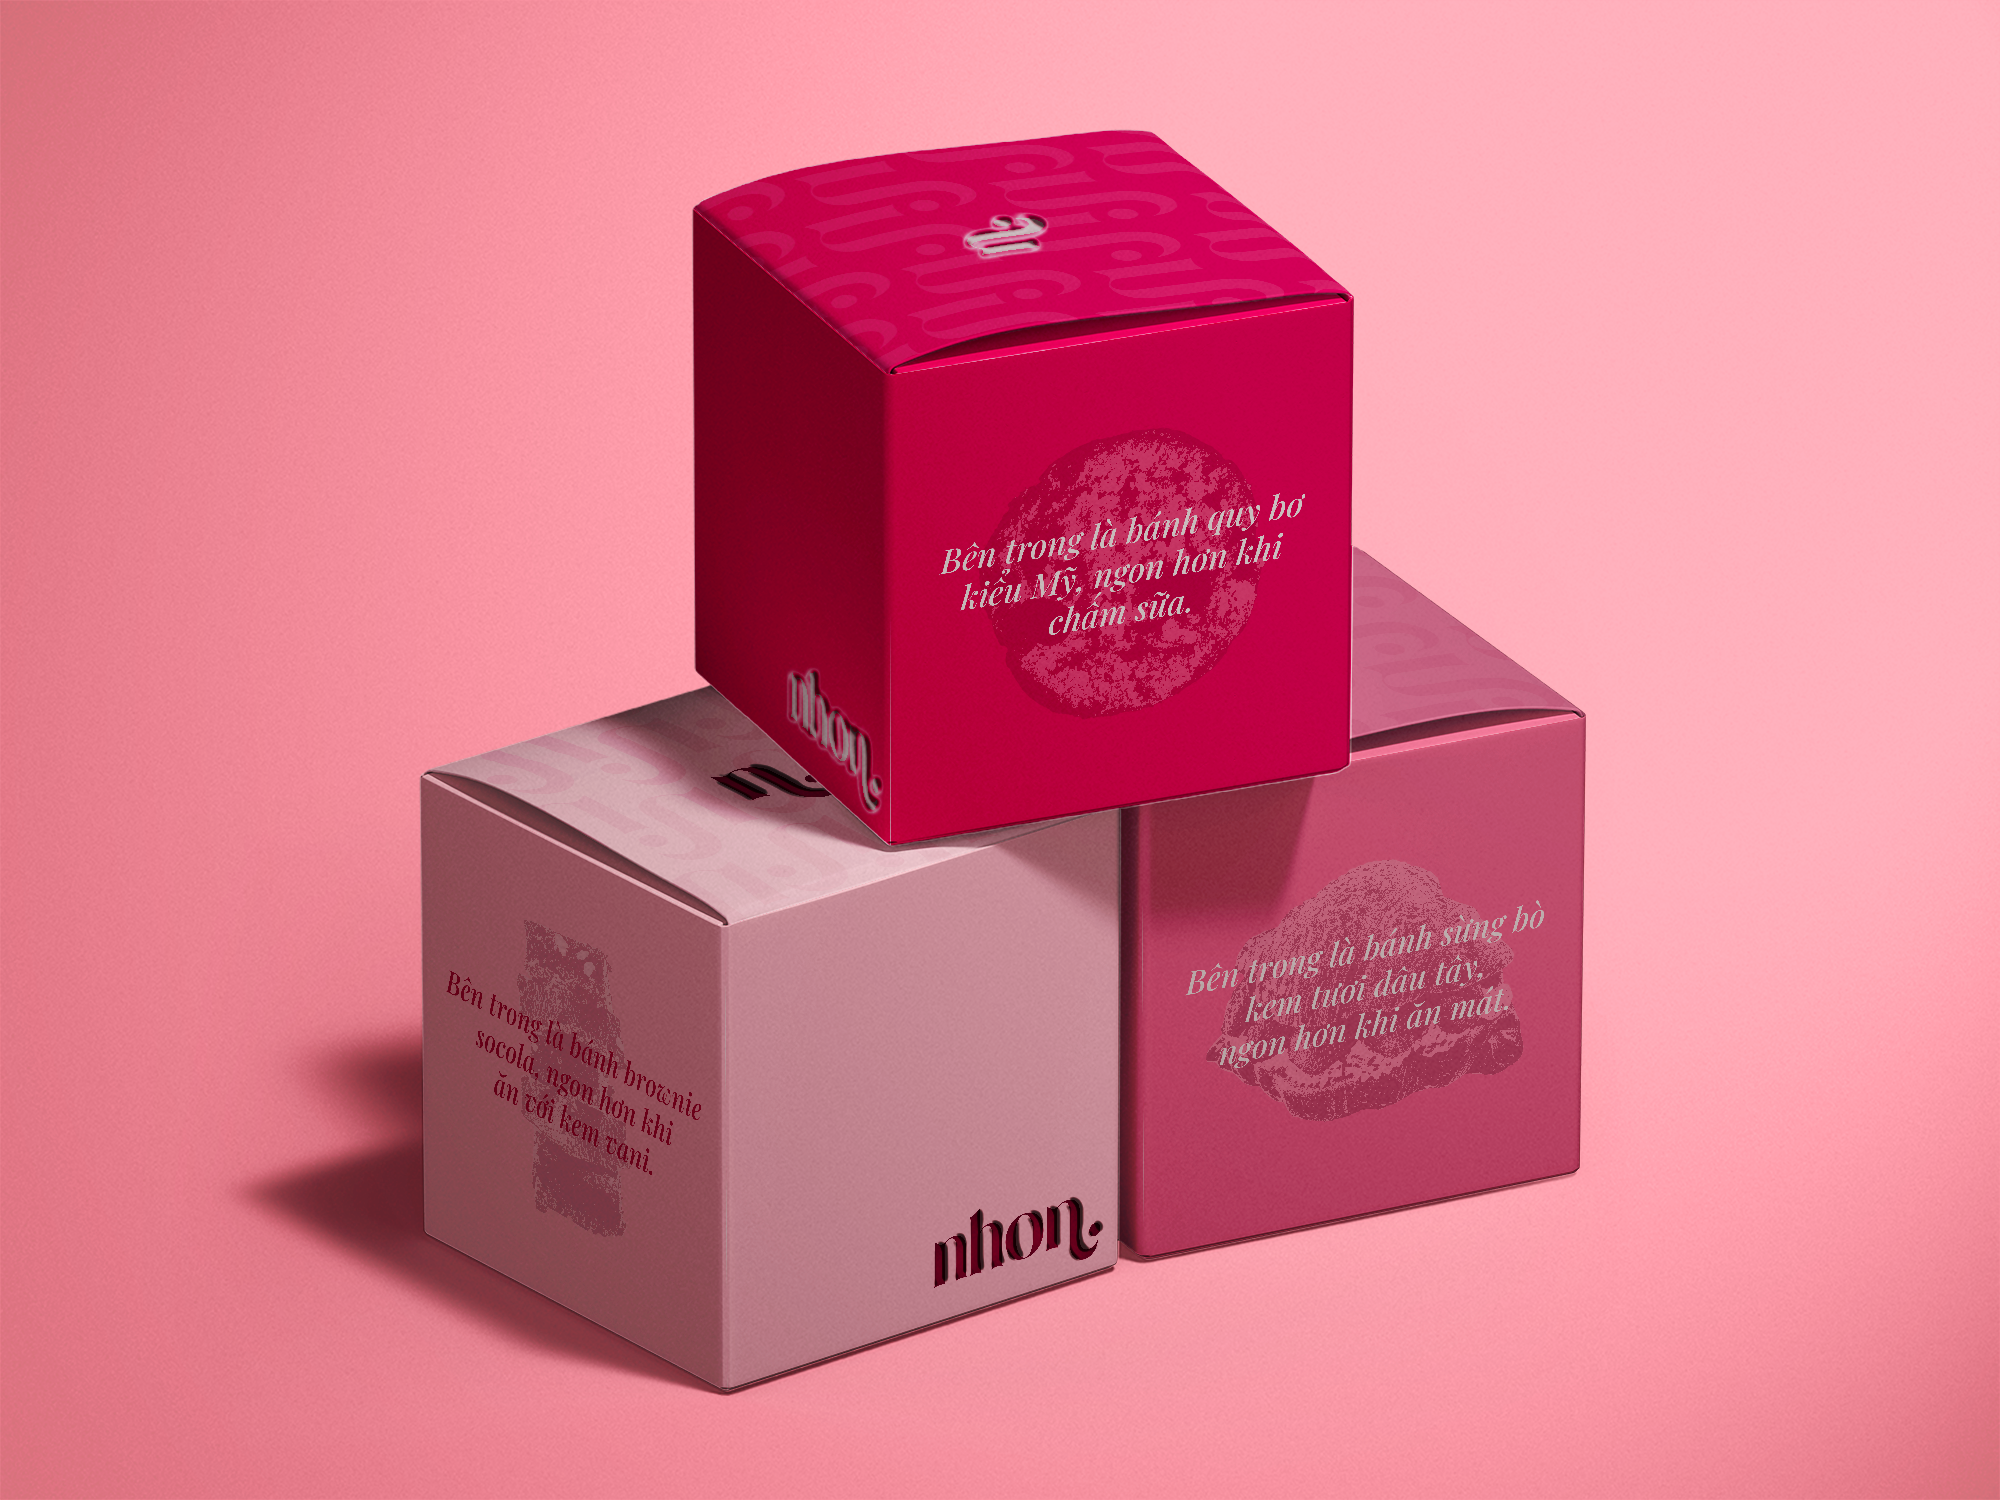 Bên trong là bánh quy bơ
kiểu Mỹ, ngon hơn khi
chấm sữa.
nhon.
Bên trong là bánh brownie
socola, ngon hơn khi
ăn với kem vani.
nhon.
Bên trong là bánh sừng bò
kem tươi dâu tây,
ngon hơn khi ăn mát.